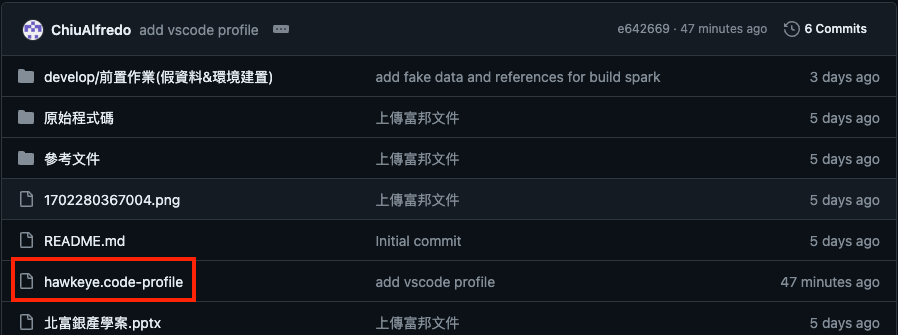 ChiuAlfredo add vscode profile e642669 · 47 minutes ago 6 Commits
develop/前置作業(假資料&環境建置) add fake data and references for build spark 3 days ago
原始程式碼 上傳富邦文件 5 days ago
參考文件 上傳富邦文件 5 days ago
1702280367004.png 上傳富邦文件 5 days ago
README.md Initial commit 5 days ago
hawkeye.code-profile add vscode profile 47 minutes ago
北富銀產學案.pptx 上傳富邦文件 5 days ago